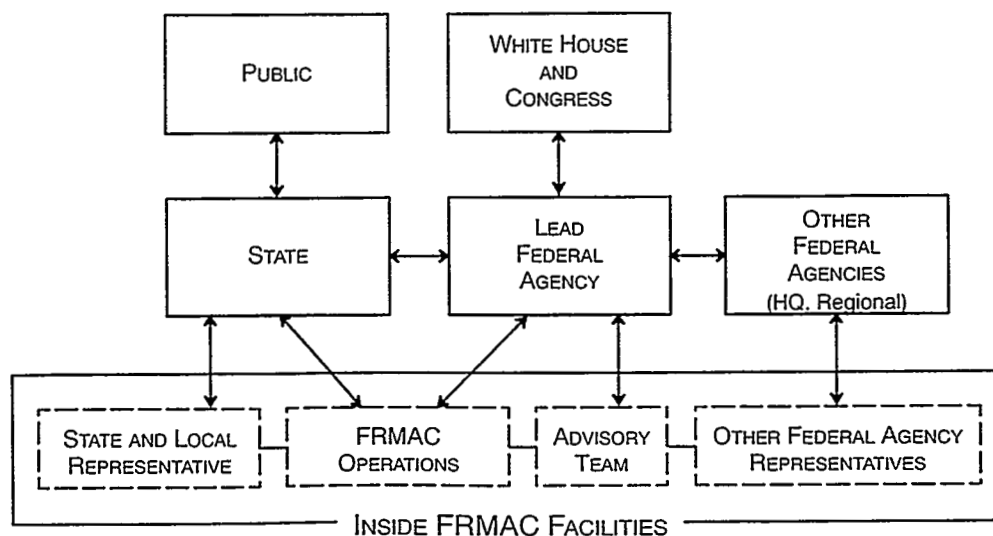 PUBLIC
WHITE HOUSE
AND
CONGRESS
STATE
LEAD
FEDERAL
AGENCY
OTHER
FEDERAL
AGENCIES
(HQ. Regional)
STATE AND LOCAL
REPRESENTATIVE
FRMAC
OPERATIONS
ADVISORY
TEAM
OTHER FEDERAL AGENCY
REPRESENTATIVES
INSIDE FRMAC FACILITIES